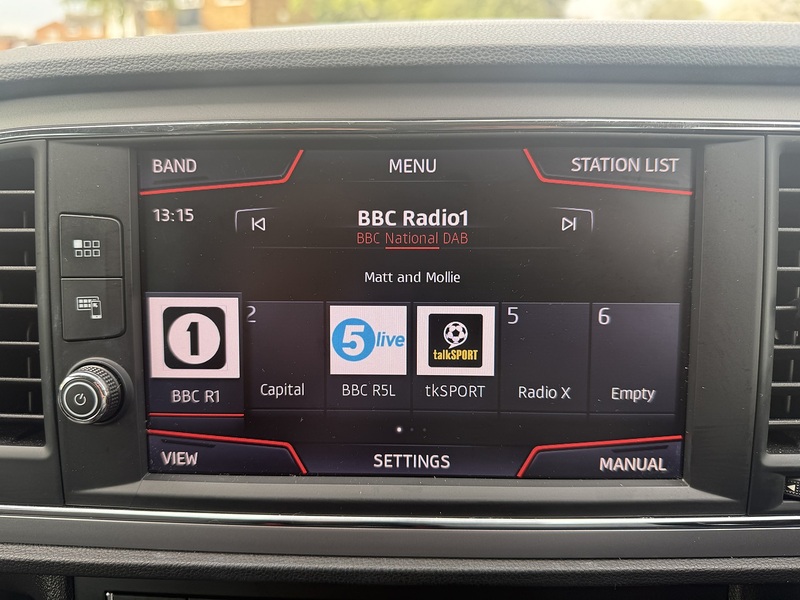 BAND MENU STATION LIST
13:15
BBC Radio1
BBC National DAB
Matt and Mollie
1 2 5 live talkSPORT 5 6
BBC R1 Capital BBC R5L tkSPORT Radio X Empty
VIEW SETTINGS MANUAL